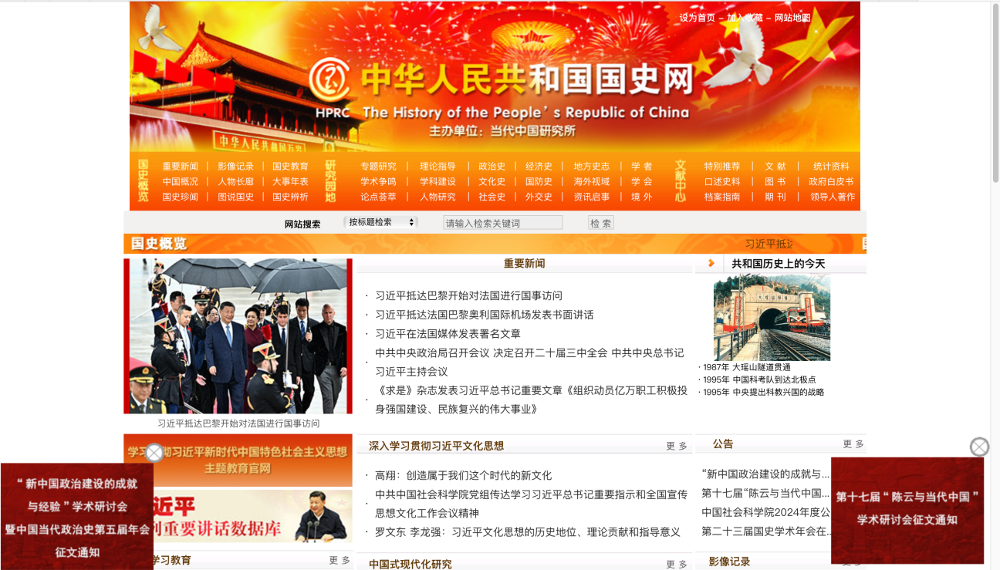 设为首页 – 加入收藏 – 网站地图
中华人民共和国国史网
HPRC The History of the People's Republic of China
主办单位：当代中国研究所
中华人民共和国万岁
国史概览
重要新闻 | 影像记录 | 国史教育
中国概况 | 人物长廊 | 大事年表
国史珍闻 | 图说国史 | 国史辨析
研究园地
专题研究 | 理论指导 | 政治史 | 经济史 | 地方史志 | 学 者
学术争鸣 | 学科建设 | 文化史 | 国防史 | 海外视域 | 学 会
论点荟萃 | 人物研究 | 社会史 | 外交史 | 资讯启事 | 境 外
文献中心
特别推荐 | 文 献 | 统计资料
口述史料 | 图 书 | 政府白皮书
档案指南 | 期 刊 | 领导人著作
网站搜索 按标题检索 请输入检索关键词 检 索
国史概览 习近平抵达
习近平抵达巴黎开始对法国进行国事访问
重要新闻
· 习近平抵达巴黎开始对法国进行国事访问
· 习近平抵达法国巴黎奥利国际机场发表书面讲话
· 习近平在法国媒体发表署名文章
· 中共中央政治局召开会议 决定召开二十届三中全会 中共中央总书记
习近平主持会议
· 《求是》杂志发表习近平总书记重要文章《组织动员亿万职工积极投
身强国建设、民族复兴的伟大事业》
共和国历史上的今天
· 1987年 大瑶山隧道贯通
· 1995年 中国科考队到达北极点
· 1995年 中央提出科教兴国的战略
学习 彻习近平新时代中国特色社会主义思想
主题教育官网
近平
列重要讲话数据库
学习教育 更 多
深入学习贯彻习近平文化思想 更 多
· 高翔：创造属于我们这个时代的新文化
· 中共中国社会科学院党组传达学习习近平总书记重要指示和全国宣传
思想文化工作会议精神
· 罗文东 李龙强：习近平文化思想的历史地位、理论贡献和指导意义
中国式现代化研究 更 多
公告 更 多
“新中国政治建设的成就与...
第十七届“陈云与当代中国...
中国社会科学院2024年度公
第二十三届国史学术年会在...
影像记录
“新中国政治建设的成就
与经验”学术研讨会
暨中国当代政治史第五届年会
征文通知
第十七届“陈云与当代中国”
学术研讨会征文通知